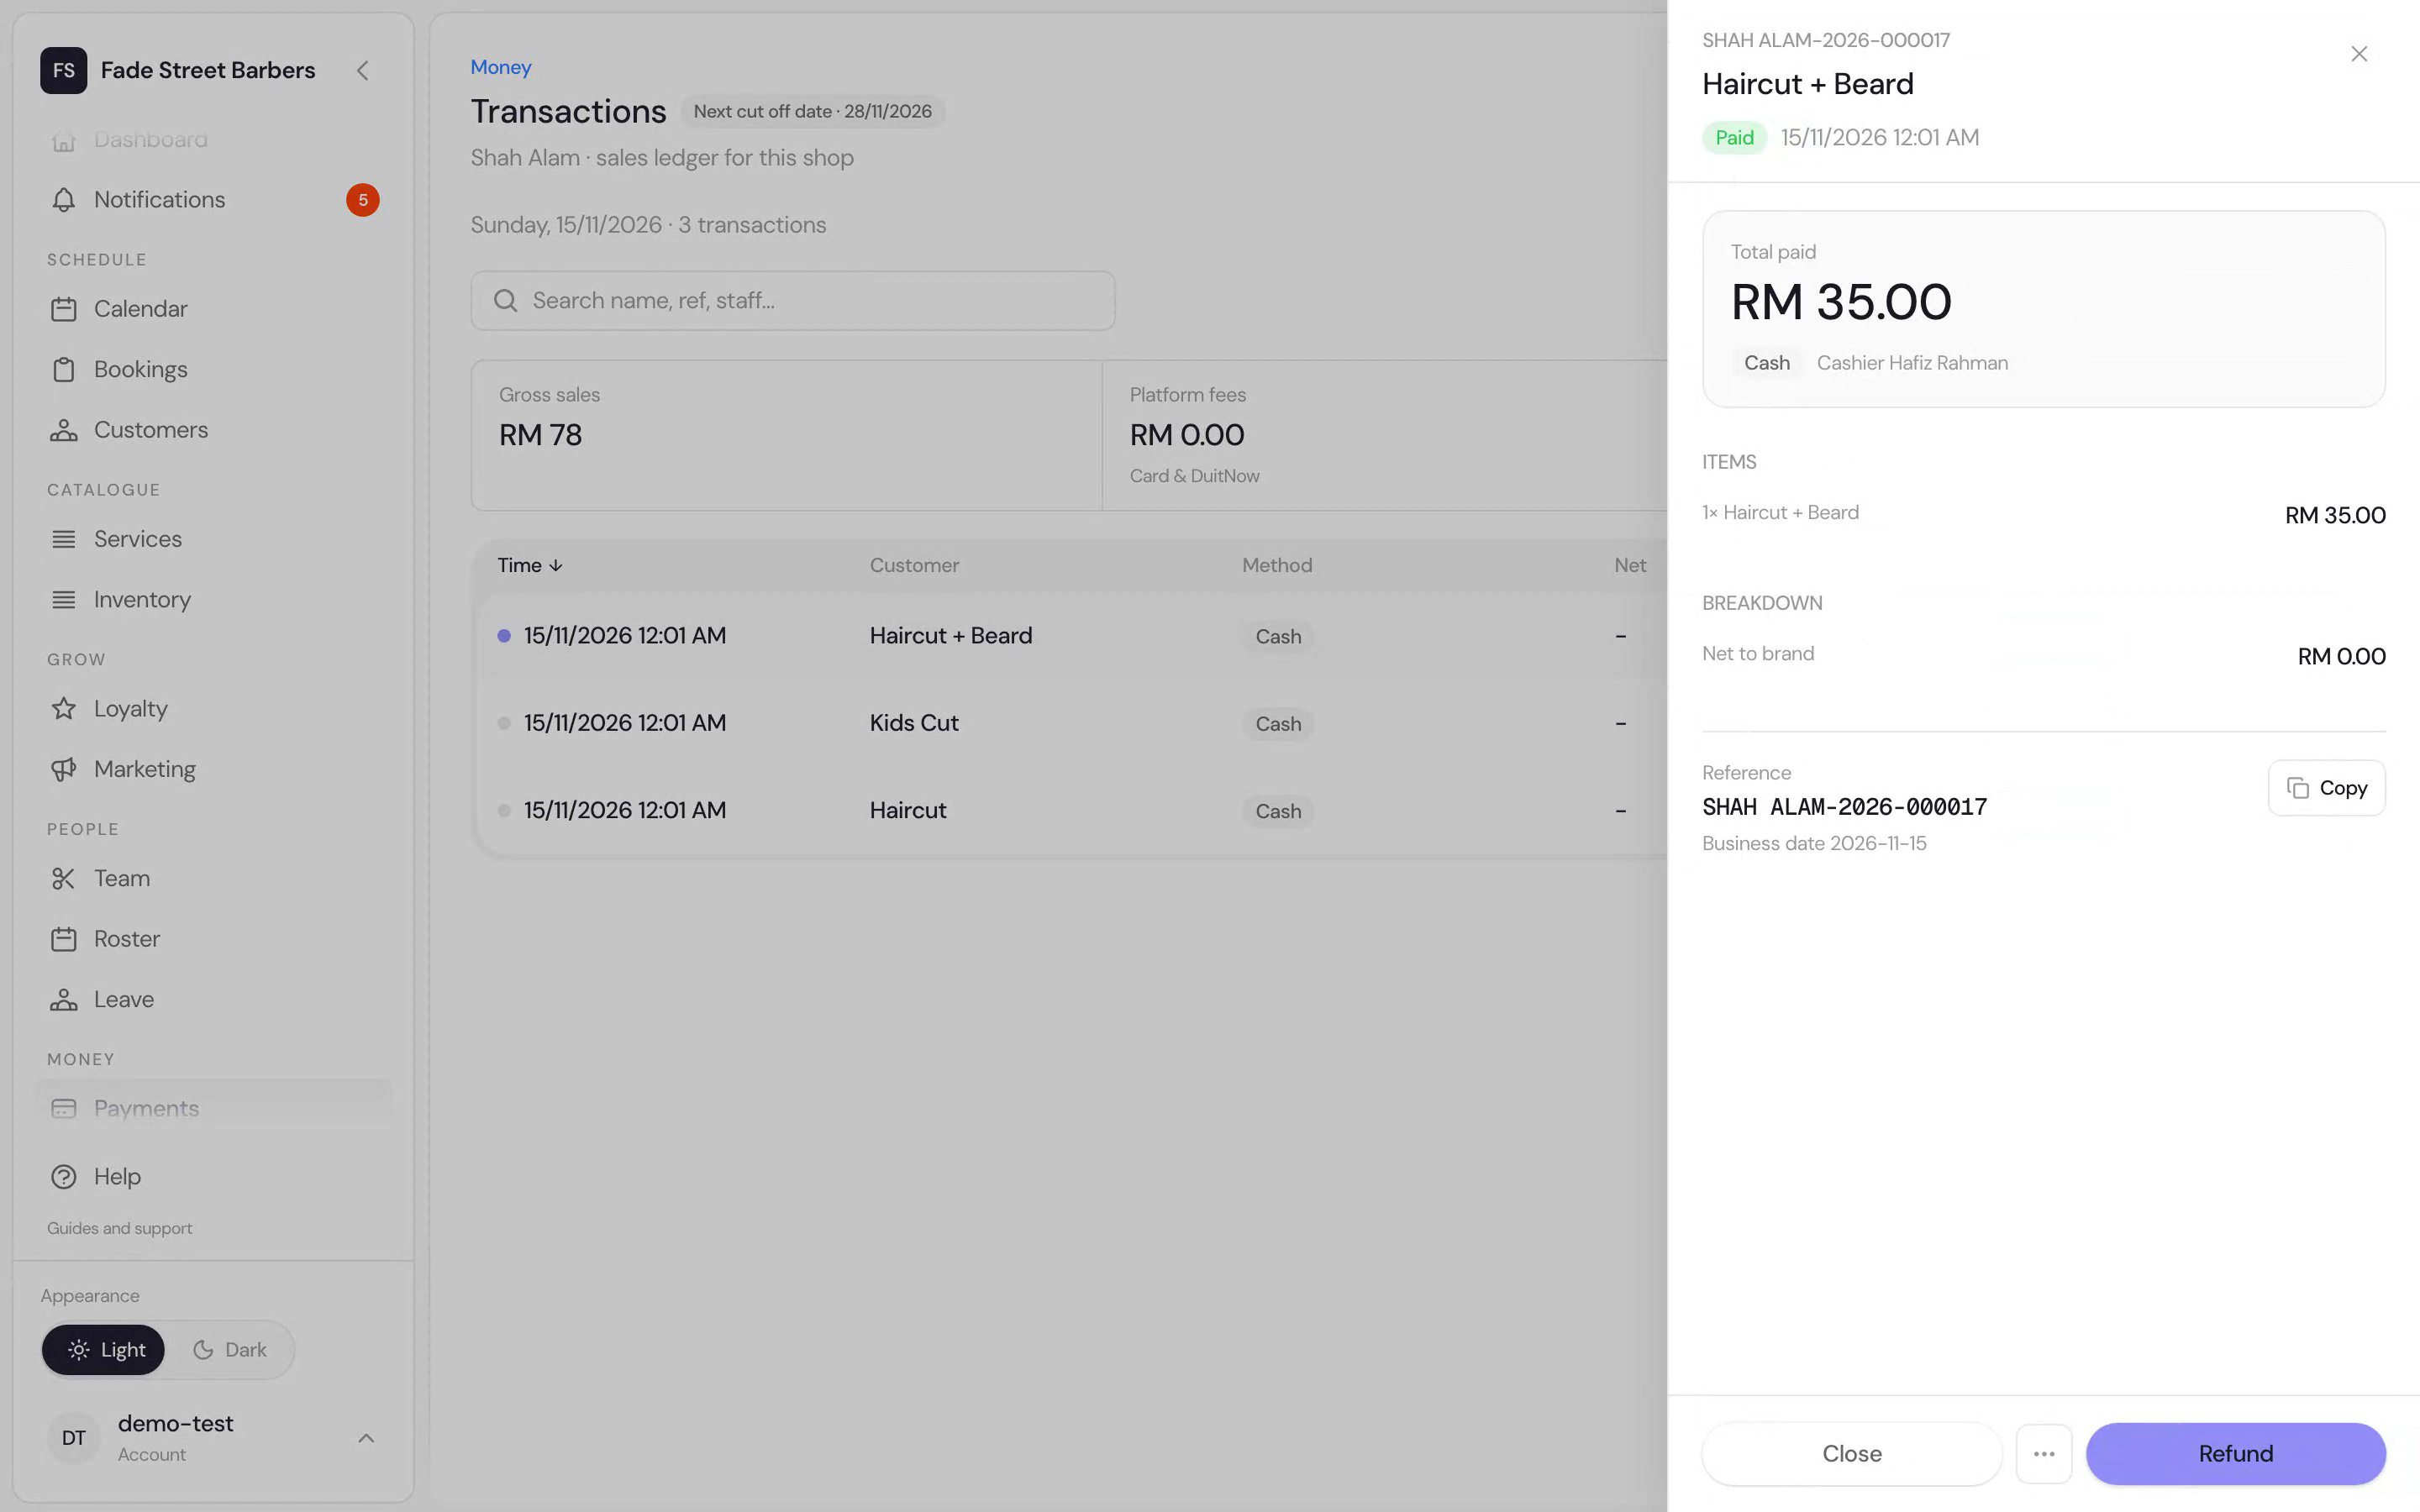 FS Fade Street Barbers
Dashboard
Notifications 5
SCHEDULE
Calendar
Bookings
Customers
CATALOGUE
Services
Inventory
GROW
Loyalty
Marketing
PEOPLE
Team
Roster
Leave
MONEY
Payments
Help
Guides and support
Appearance
Light Dark
DT demo-test
Account
Money
Transactions Next cut off date · 28/11/2026
Shah Alam · sales ledger for this shop
Sunday, 15/11/2026 · 3 transactions
Search name, ref, staff...
Gross sales
RM 78
Platform fees
RM 0.00
Card & DuitNow
Time ↓ Customer Method Net
15/11/2026 12:01 AM Haircut + Beard Cash –
15/11/2026 12:01 AM Kids Cut Cash –
15/11/2026 12:01 AM Haircut Cash –
SHAH ALAM-2026-000017
Haircut + Beard
Paid 15/11/2026 12:01 AM
Total paid
RM 35.00
Cash Cashier Hafiz Rahman
ITEMS
1× Haircut + Beard RM 35.00
BREAKDOWN
Net to brand RM 0.00
Reference
SHAH ALAM-2026-000017
Copy
Business date 2026-11-15
Close ... Refund